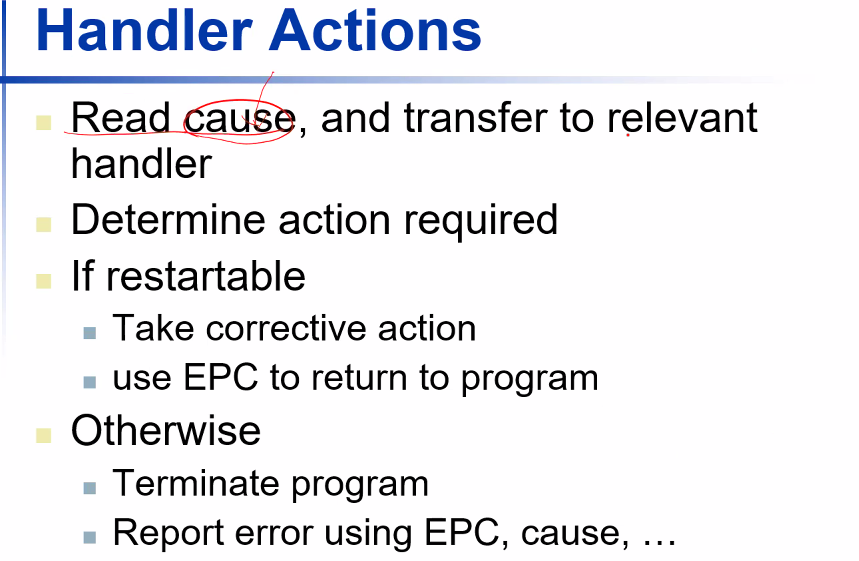 Handler Actions
Read cause, and transfer to relevant
handler
Determine action required
If restartable
Take corrective action
use EPC to return to program
Otherwise
Terminate program
Report error using EPC, cause, …